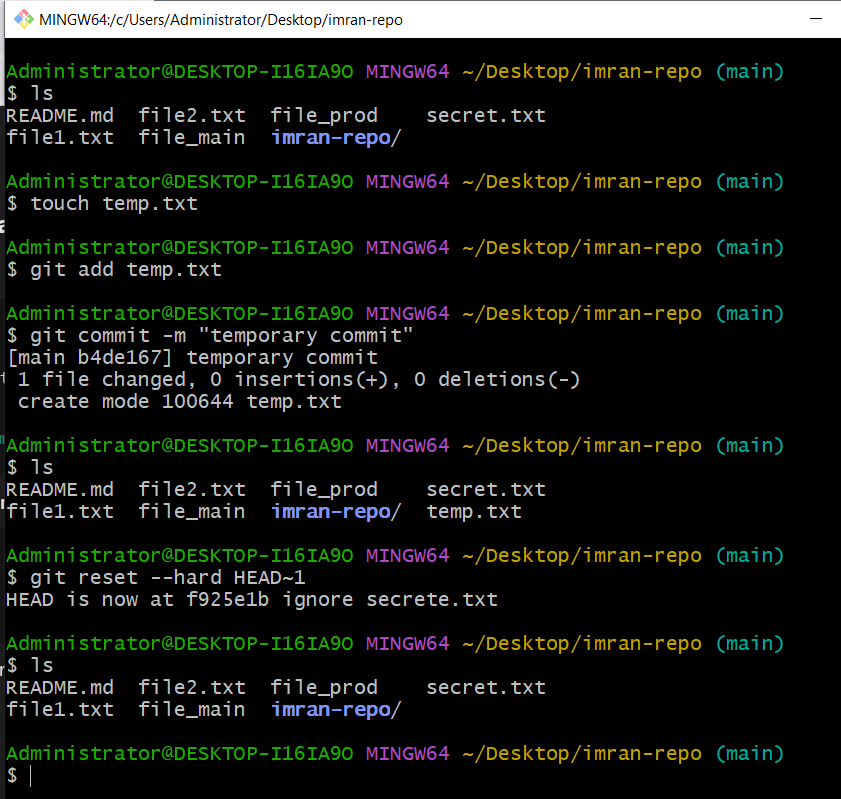 MINGW64:/c/Users/Administrator/Desktop/imran-repo
Administrator@DESKTOP-I16IA9O MINGW64 ~/Desktop/imran-repo (main)
$ ls
README.md  file2.txt  file_prod    secret.txt
file1.txt  file_main  imran-repo/
Administrator@DESKTOP-I16IA9O MINGW64 ~/Desktop/imran-repo (main)
$ touch temp.txt
Administrator@DESKTOP-I16IA9O MINGW64 ~/Desktop/imran-repo (main)
$ git add temp.txt
Administrator@DESKTOP-I16IA9O MINGW64 ~/Desktop/imran-repo (main)
$ git commit -m "temporary commit"
[main b4de167] temporary commit
 1 file changed, 0 insertions(+), 0 deletions(-)
 create mode 100644 temp.txt
Administrator@DESKTOP-I16IA9O MINGW64 ~/Desktop/imran-repo (main)
$ ls
README.md  file2.txt  file_prod    secret.txt
file1.txt  file_main  imran-repo/  temp.txt
Administrator@DESKTOP-I16IA9O MINGW64 ~/Desktop/imran-repo (main)
$ git reset --hard HEAD~1
HEAD is now at f925e1b ignore secrete.txt
Administrator@DESKTOP-I16IA9O MINGW64 ~/Desktop/imran-repo (main)
$ ls
README.md  file2.txt  file_prod    secret.txt
file1.txt  file_main  imran-repo/
Administrator@DESKTOP-I16IA9O MINGW64 ~/Desktop/imran-repo (main)
$